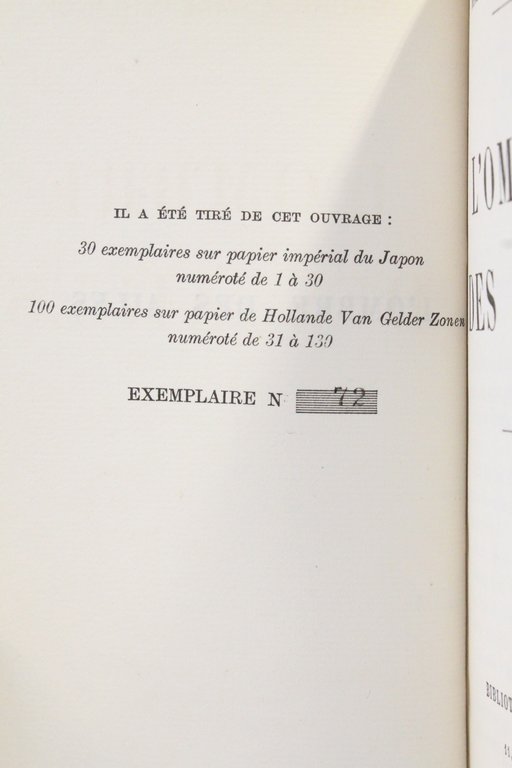 IL A ÉTÉ TIRÉ DE CET OUVRAGE :
30 exemplaires sur papier impérial du Japon
numéroté de 1 à 30
100 exemplaires sur papier de Hollande Van Gelder Zonen
numéroté de 31 à 130
EXEMPLAIRE N 72
L'OM
DES
BIBLIOT